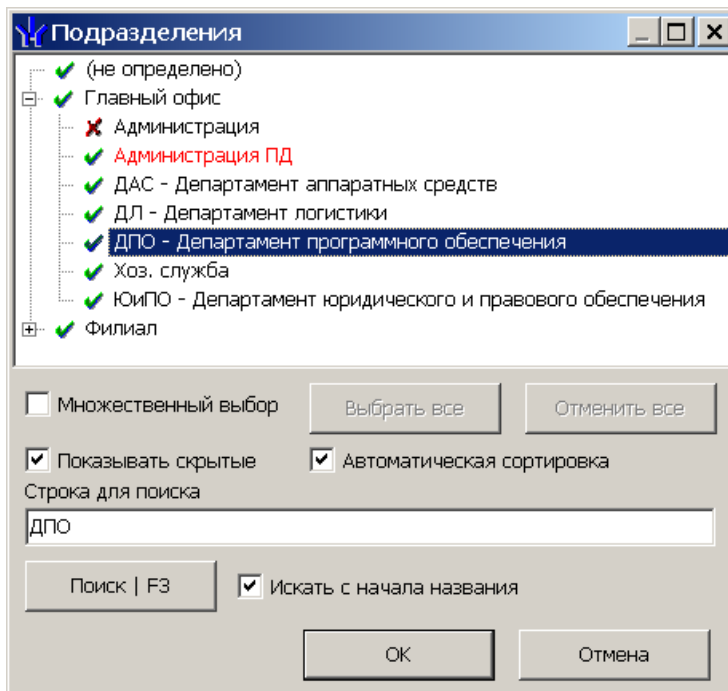 Подразделения
(не определено)
Главный офис
Администрация
Администрация ПД
ДАС - Департамент аппаратных средств
ДЛ - Департамент логистики
ДПО - Департамент программного обеспечения
Хоз. служба
ЮиПО - Департамент юридического и правового обеспечения
Филиал
Множественный выбор Выбрать все Отменить все
Показывать скрытые Автоматическая сортировка
Строка для поиска
ДПО
Поиск | F3 Искать с начала названия
OK Отмена